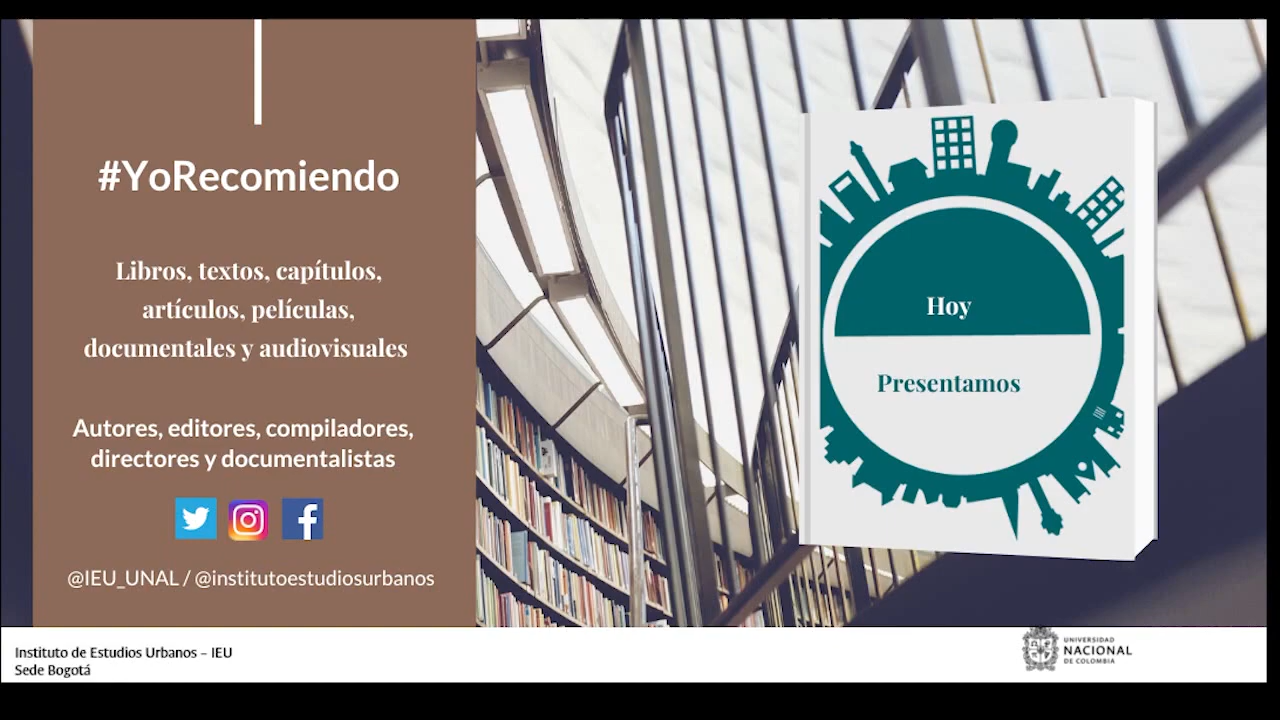 #YoRecomiendo
Libros, textos, capítulos,
artículos, películas,
documentales y audiovisuales
Autores, editores, compiladores,
directores y documentalistas
@IEU_UNAL / @institutoestudiosurbanos
Hoy
Presentamos
Instituto de Estudios Urbanos – IEU
Sede Bogotá
UNIVERSIDAD
NACIONAL
DE COLOMBIA